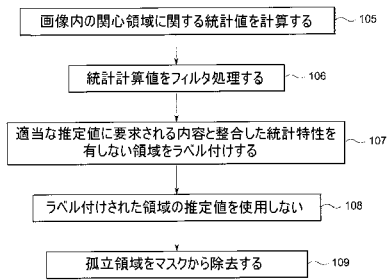 画像内の関心領域に関する統計値を計算する
105
統計計算値をフィルタ処理する
106
適当な推定値に要求される内容と整合した統計特性を
有しない領域をラベル付けする
107
ラベル付けされた領域の推定値を使用しない
108
孤立領域をマスクから除去する
109